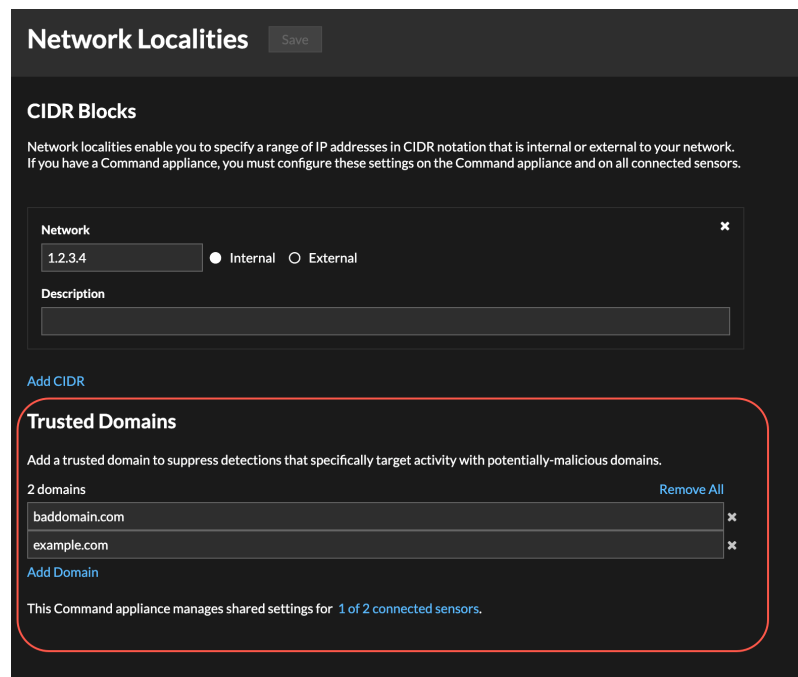 Network Localities Save
CIDR Blocks
Network localities enable you to specify a range of IP addresses in CIDR notation that is internal or external to your network.
If you have a Command appliance, you must configure these settings on the Command appliance and on all connected sensors.
Network
1.2.3.4 Internal External
Description
Add CIDR
Trusted Domains
Add a trusted domain to suppress detections that specifically target activity with potentially-malicious domains.
2 domains Remove All
baddomain.com
example.com
Add Domain
This Command appliance manages shared settings for 1 of 2 connected sensors.